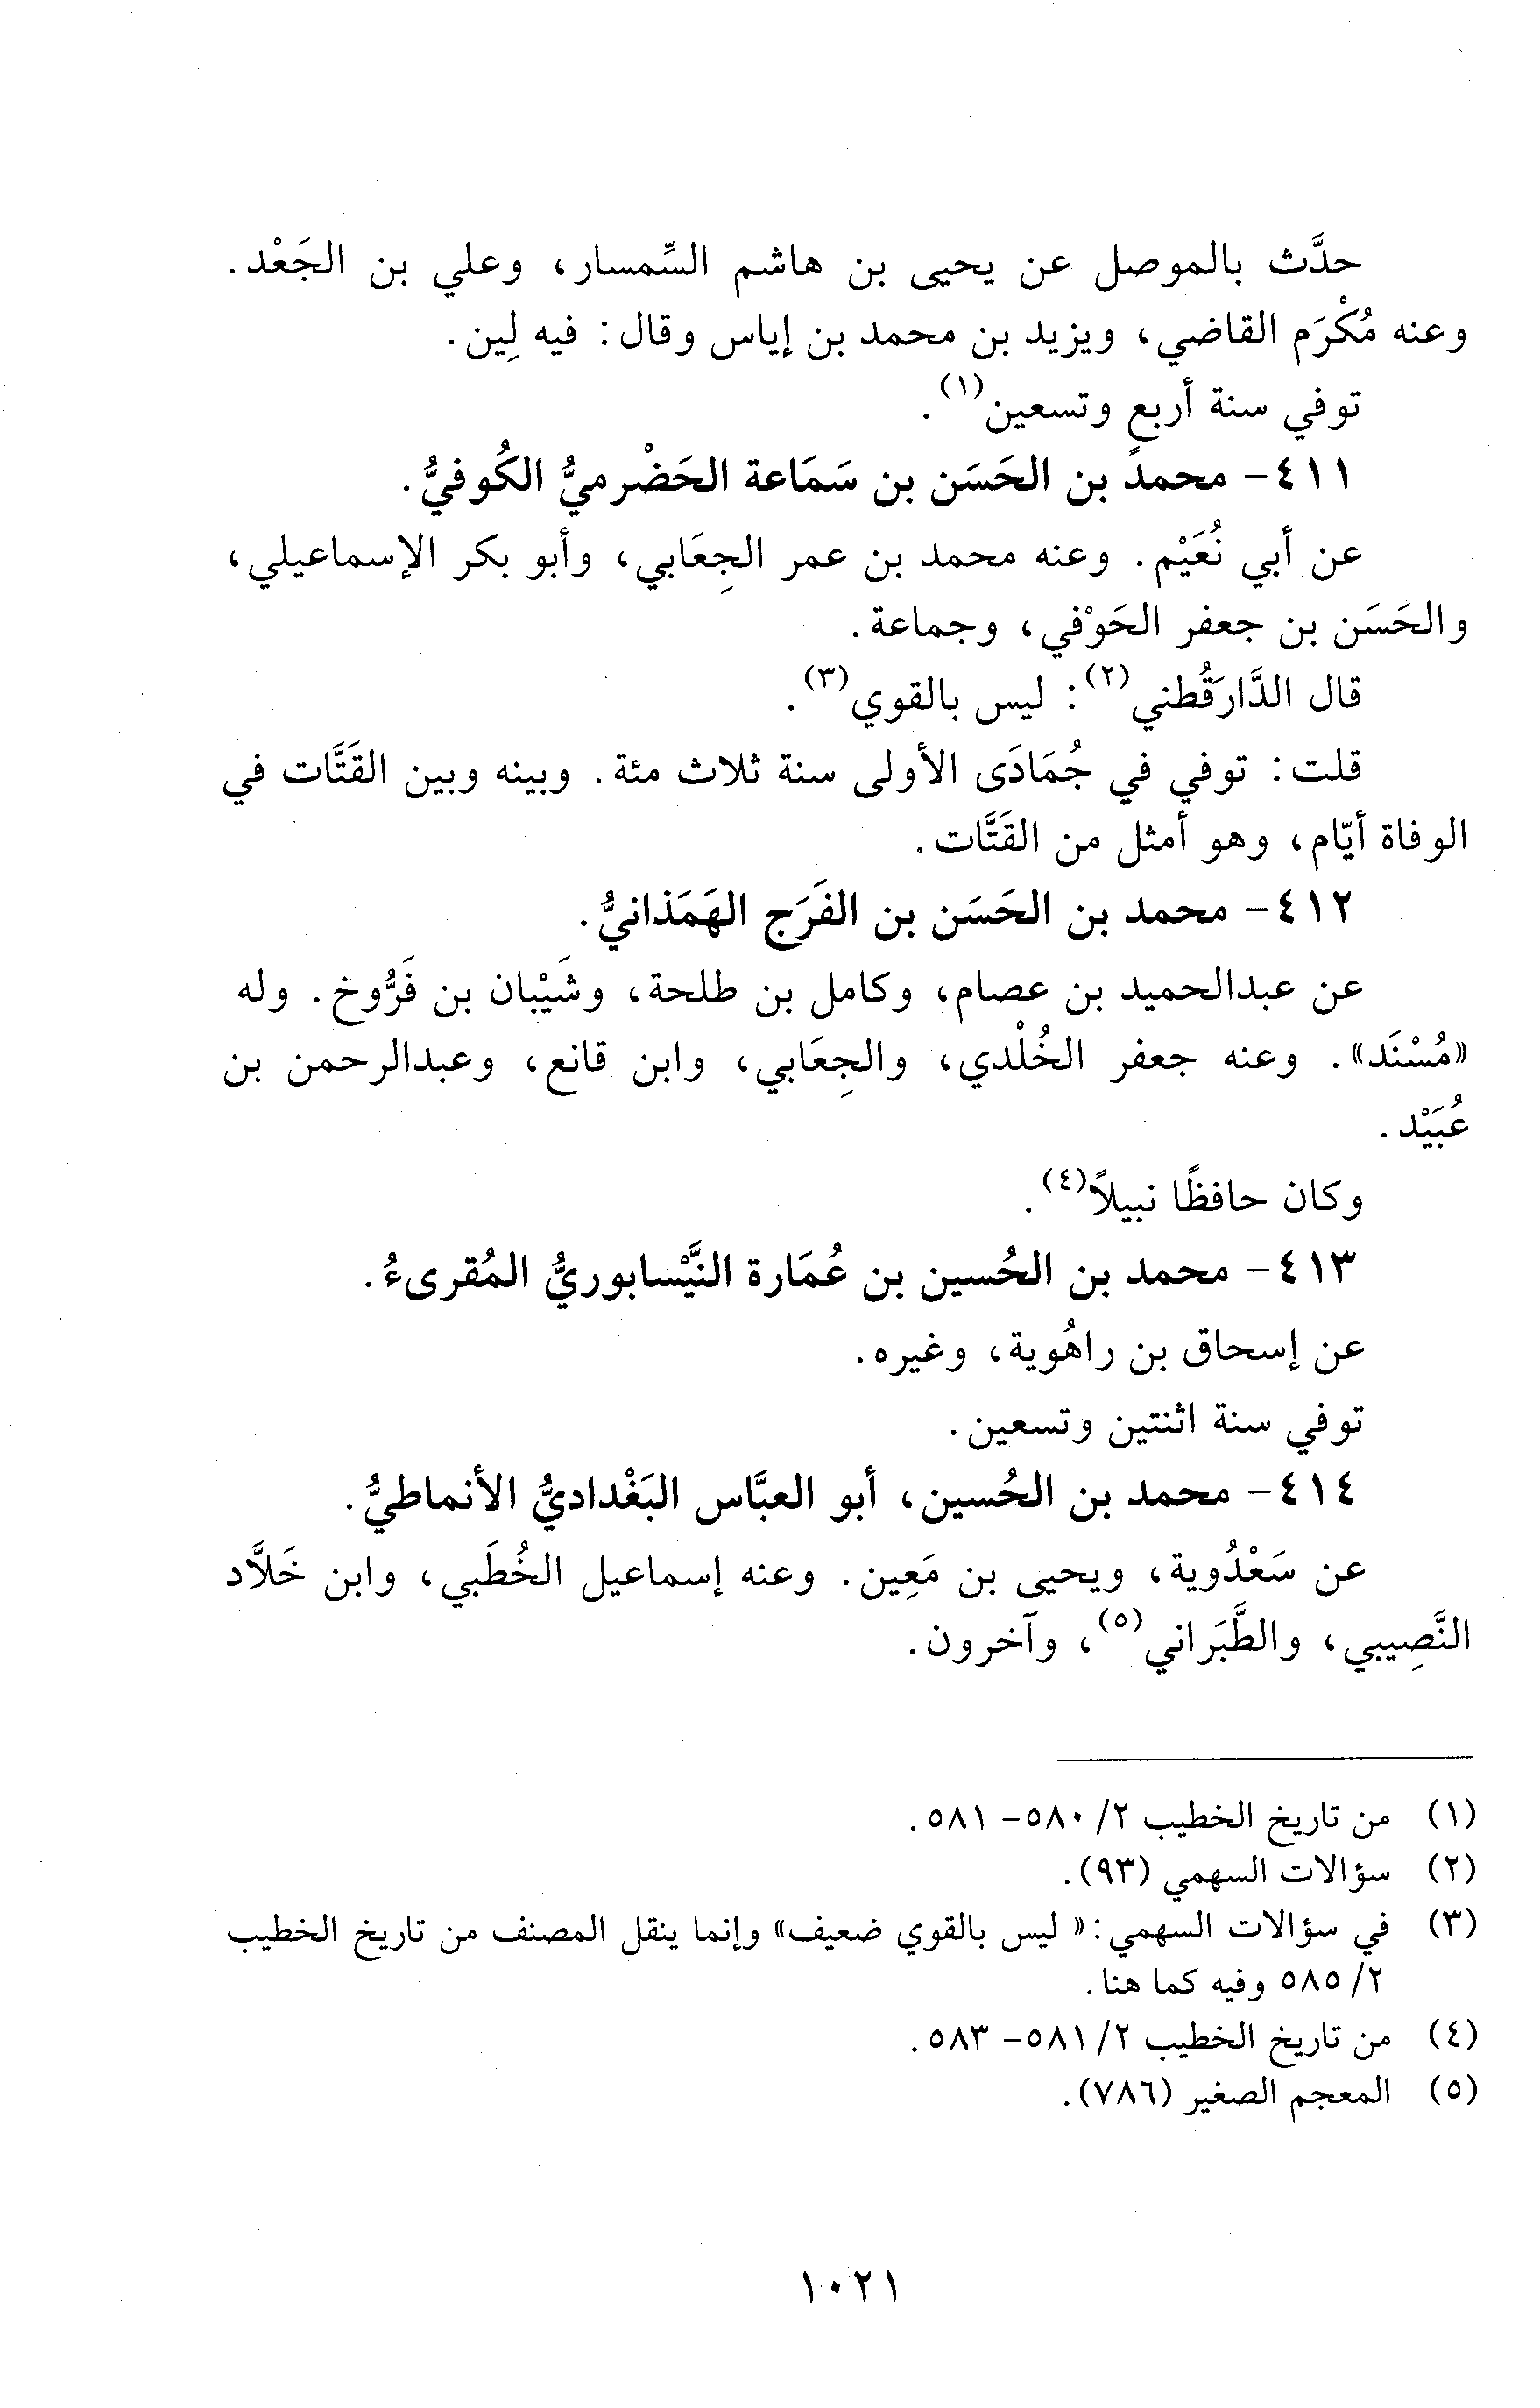 حدَّث بالموصل عن يحيى بن هاشم السِّمسار، وعلي بن الجَعْد.
وعنه مُكْرَم القاضي، ويزيد بن محمد بن إياس وقال: فيه لِين.
توفي سنة أربع وتسعين(١).
٤١١- محمد بن الحَسَن بن سَمَاعة الحَضْرميُّ الكُوفيُّ.
عن أبي نُعَيْم. وعنه محمد بن عمر الجِعَابي، وأبو بكر الإسماعيلي،
والحَسَن بن جعفر الحَوْفي، وجماعة.
قال الدَّارَقُطني(٢): ليس بالقوي(٣).
قلت: توفي في جُمَادَى الأولى سنة ثلاث مئة. وبينه وبين القَتَّات في
الوفاة أيّام، وهو أمثل من القَتَّات.
٤١٢- محمد بن الحَسَن بن الفَرَج الهَمَذانيُّ.
عن عبدالحميد بن عصام، وكامل بن طلحة، وشَيْبان بن فَرُّوخ. وله
«مُسْنَد». وعنه جعفر الخُلْدي، والجِعَابي، وابن قانع، وعبدالرحمن بن
عُبَيْد.
وكان حافظًا نبيلاً(٤).
٤١٣- محمد بن الحُسين بن عُمَارة النَّيْسابوريُّ المُقرىءُ.
عن إسحاق بن راهُوية، وغيره.
توفي سنة اثنتين وتسعين.
٤١٤- محمد بن الحُسين، أبو العبَّاس البَغْداديُّ الأنماطيُّ.
عن سَعْدُوية، ويحيى بن مَعِين. وعنه إسماعيل الخُطَبي، وابن خَلاَّد
النَّصِيبي، والطَّبَراني(٥)، وآخرون.
(١) من تاريخ الخطيب ٢/ ٥٨٠- ٥٨١.
(٢) سؤالات السهمي (٩٣).
(٣) في سؤالات السهمي: « ليس بالقوي ضعيف» وإنما ينقل المصنف من تاريخ الخطيب
٢/ ٥٨٥ وفيه كما هنا.
(٤) من تاريخ الخطيب ٢/ ٥٨١- ٥٨٣.
(٥) المعجم الصغير (٧٨٦).
١٠٢١